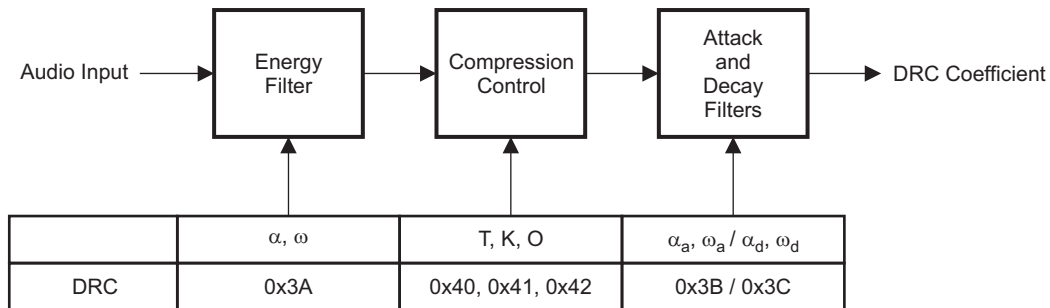 Audio Input
Energy
Filter
Compression
Control
Attack
and
Decay
Filters
DRC Coefficient
α, ω
T, K, O
αa, ωa / αd, ωd
DRC
0x3A
0x40, 0x41, 0x42
0x3B / 0x3C